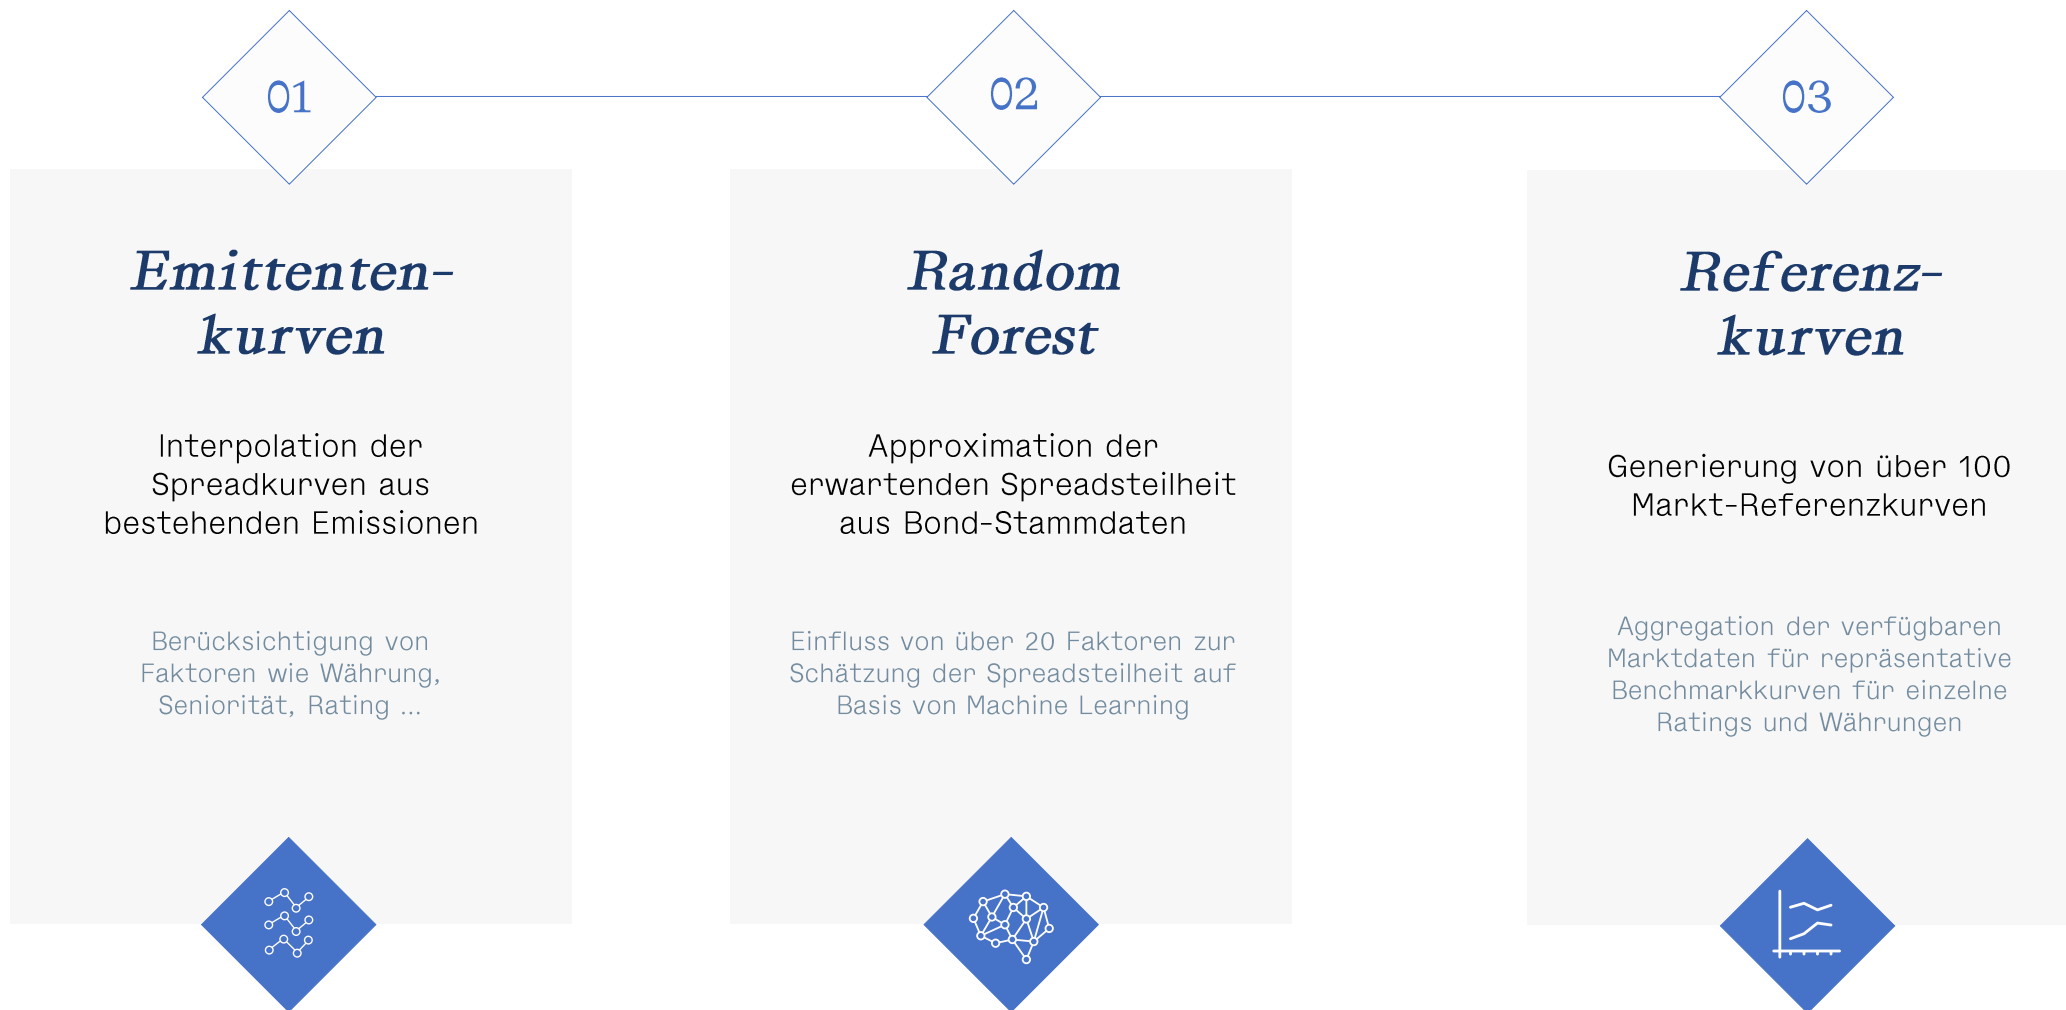 01
Emittenten-
kurven
Interpolation der
Spreadkurven aus
bestehenden Emissionen
Berücksichtigung von
Faktoren wie Währung,
Seniorität, Rating ...
02
Random
Forest
Approximation der
erwartenden Spreadsteilheit
aus Bond-Stammdaten
Einfluss von über 20 Faktoren zur
Schätzung der Spreadsteilheit auf
Basis von Machine Learning
03
Referenz-
kurven
Generierung von über 100
Markt-Referenzkurven
Aggregation der verfügbaren
Marktdaten für repräsentative
Benchmarkkurven für einzelne
Ratings und Währungen